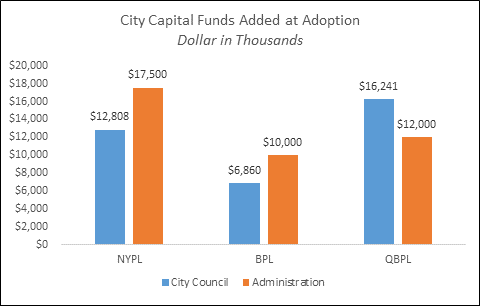 City Capital Funds Added at Adoption
Dollar in Thousands
$20,000
$18,000
$16,000
$14,000
$12,000
$10,000
$8,000
$6,000
$4,000
$2,000
$0
$12,808
$17,500
$6,860
$10,000
$16,241
$12,000
NYPL
BPL
QBPL
City Council
Administration